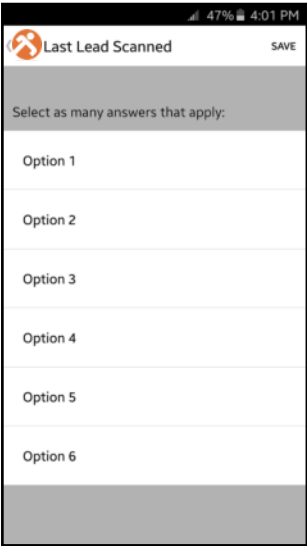 47% 4:01 PM
Last Lead Scanned SAVE
Select as many answers that apply:
Option 1
Option 2
Option 3
Option 4
Option 5
Option 6